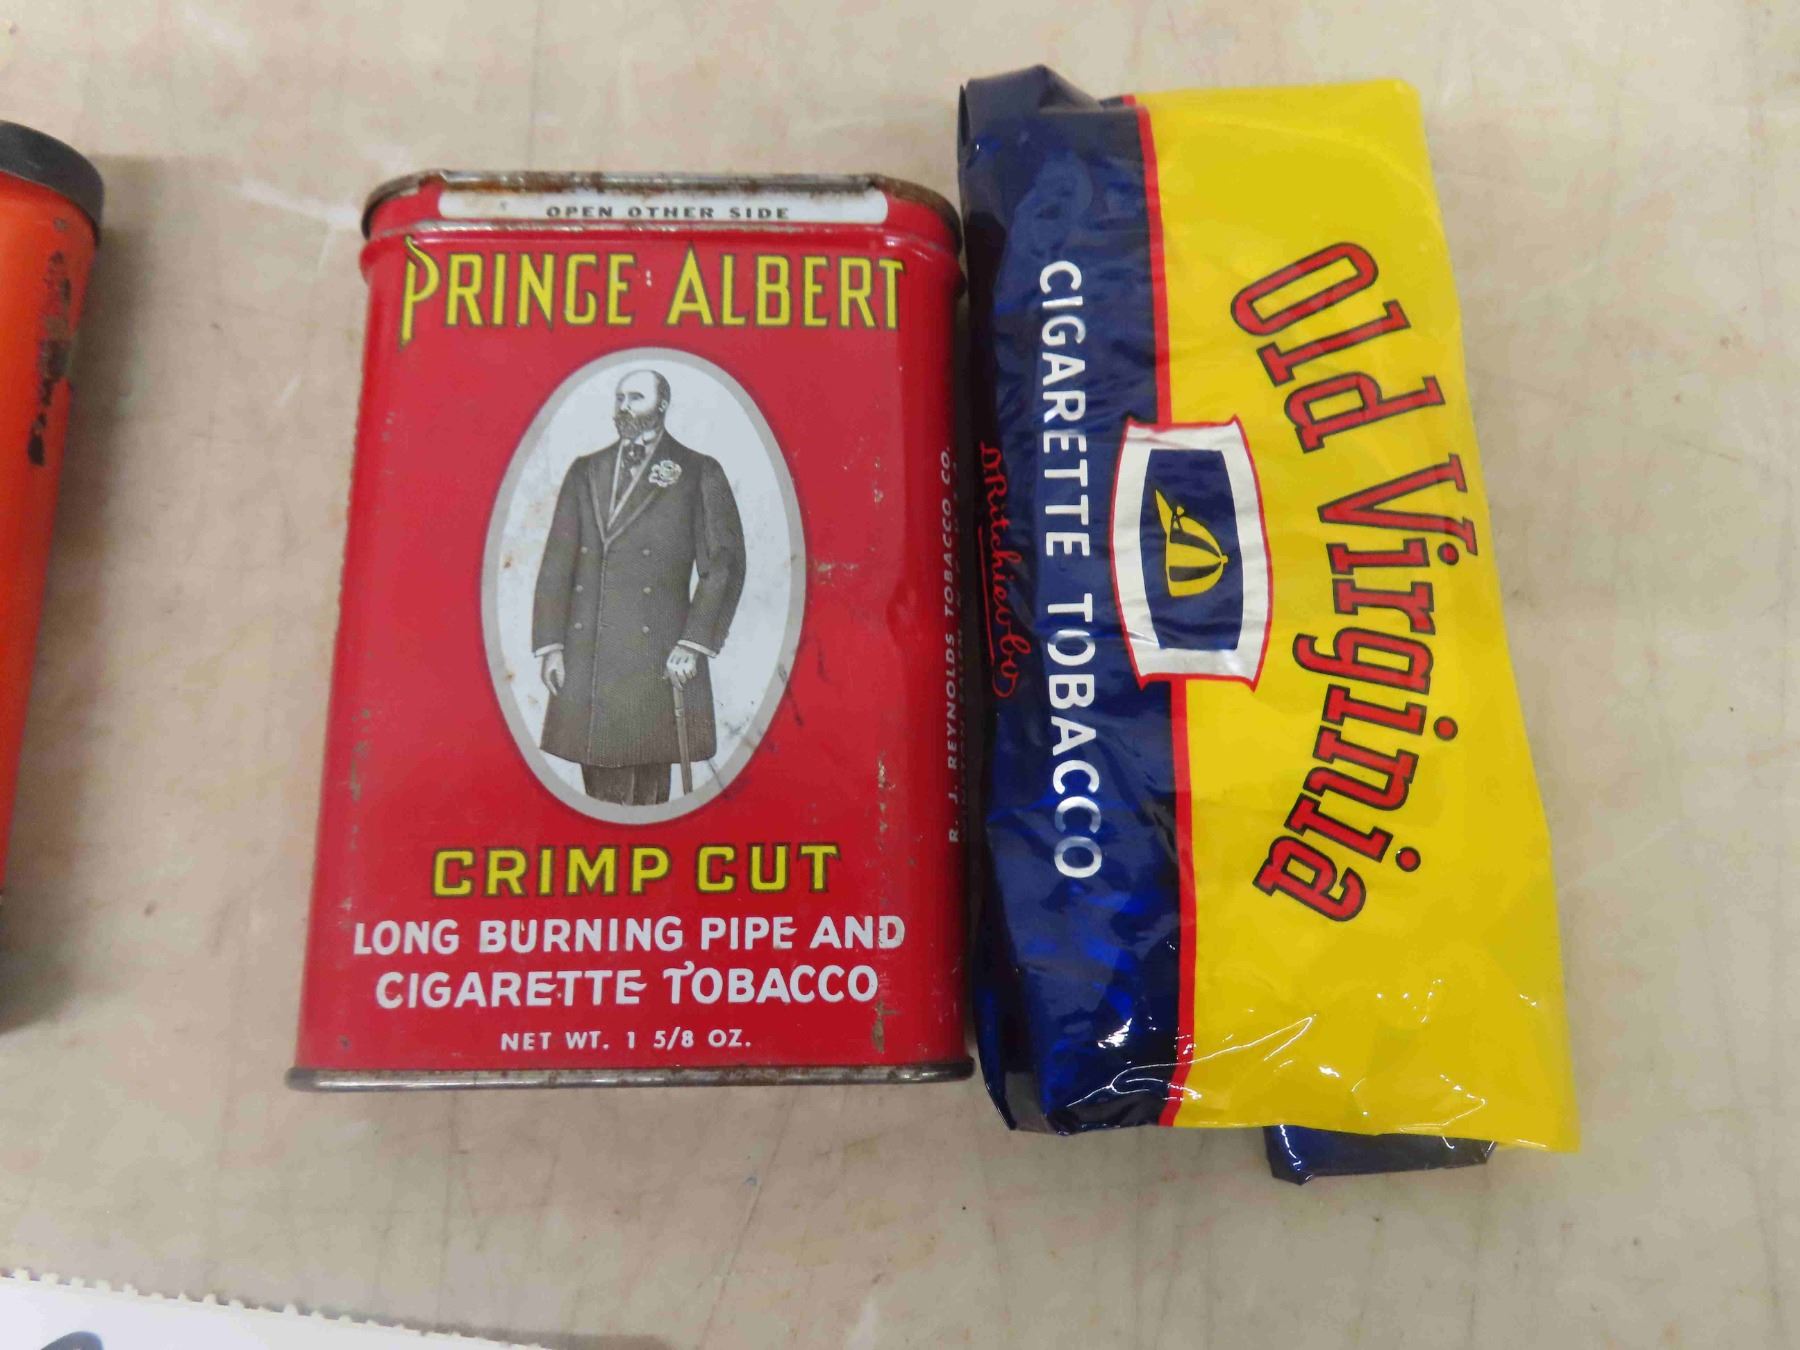 OPEN OTHER SIDE
PRINCE ALBERT
CRIMP CUT
LONG BURNING PIPE AND
CIGARETTE TOBACCO
NET WT. 1 5/8 OZ.
R. J. REYNOLDS TOBACCO CO.
Old Virginia
CIGARETTE TOBACCO